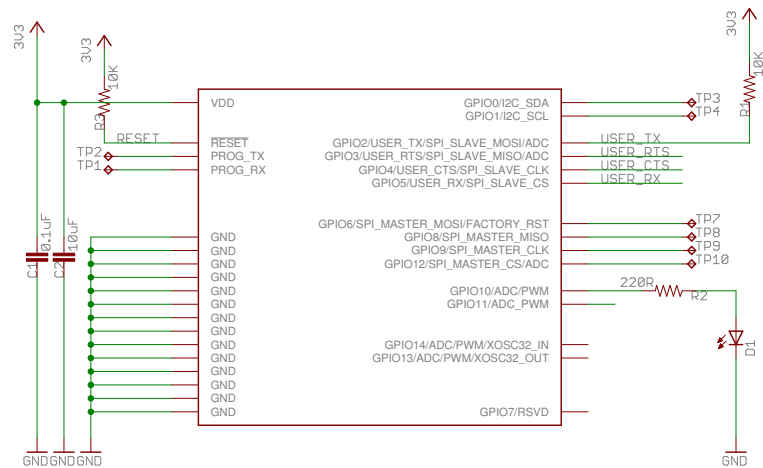 3V3
3V3
3V3
10K
R3
10K
R1
VDD
GPIO0/I2C_SDA
TP3
GPIO1/I2C_SCL
TP4
RESET
RESET
GPIO2/USER_TX/SPI_SLAVE_MOSI/ADC
USER_TX
TP2
PROG_TX
GPIO3/USER_RTS/SPI_SLAVE_MISO/ADC
USER_RTS
TP1
PROG_RX
GPIO4/USER_CTS/SPI_SLAVE_CLK
USER_CTS
GPIO5/USER_RX/SPI_SLAVE_CS
USER_RX
GPIO6/SPI_MASTER_MOSI/FACTORY_RST
TP7
GND
GPIO8/SPI_MASTER_MISO
TP8
GND
GPIO9/SPI_MASTER_CLK
TP9
GND
GPIO12/SPI_MASTER_CS/ADC
TP10
C1
0.1uF
C2
10uF
GND
GND
GPIO10/ADC/PWM
220R
R2
GND
GPIO11/ADC_PWM
GND
GND
GND
GPIO14/ADC/PWM/XOSC32_IN
D1
GND
GPIO13/ADC/PWM/XOSC32_OUT
GND
GND
GND
GND
GPIO7/RSVD
GND
GND
GND
GND